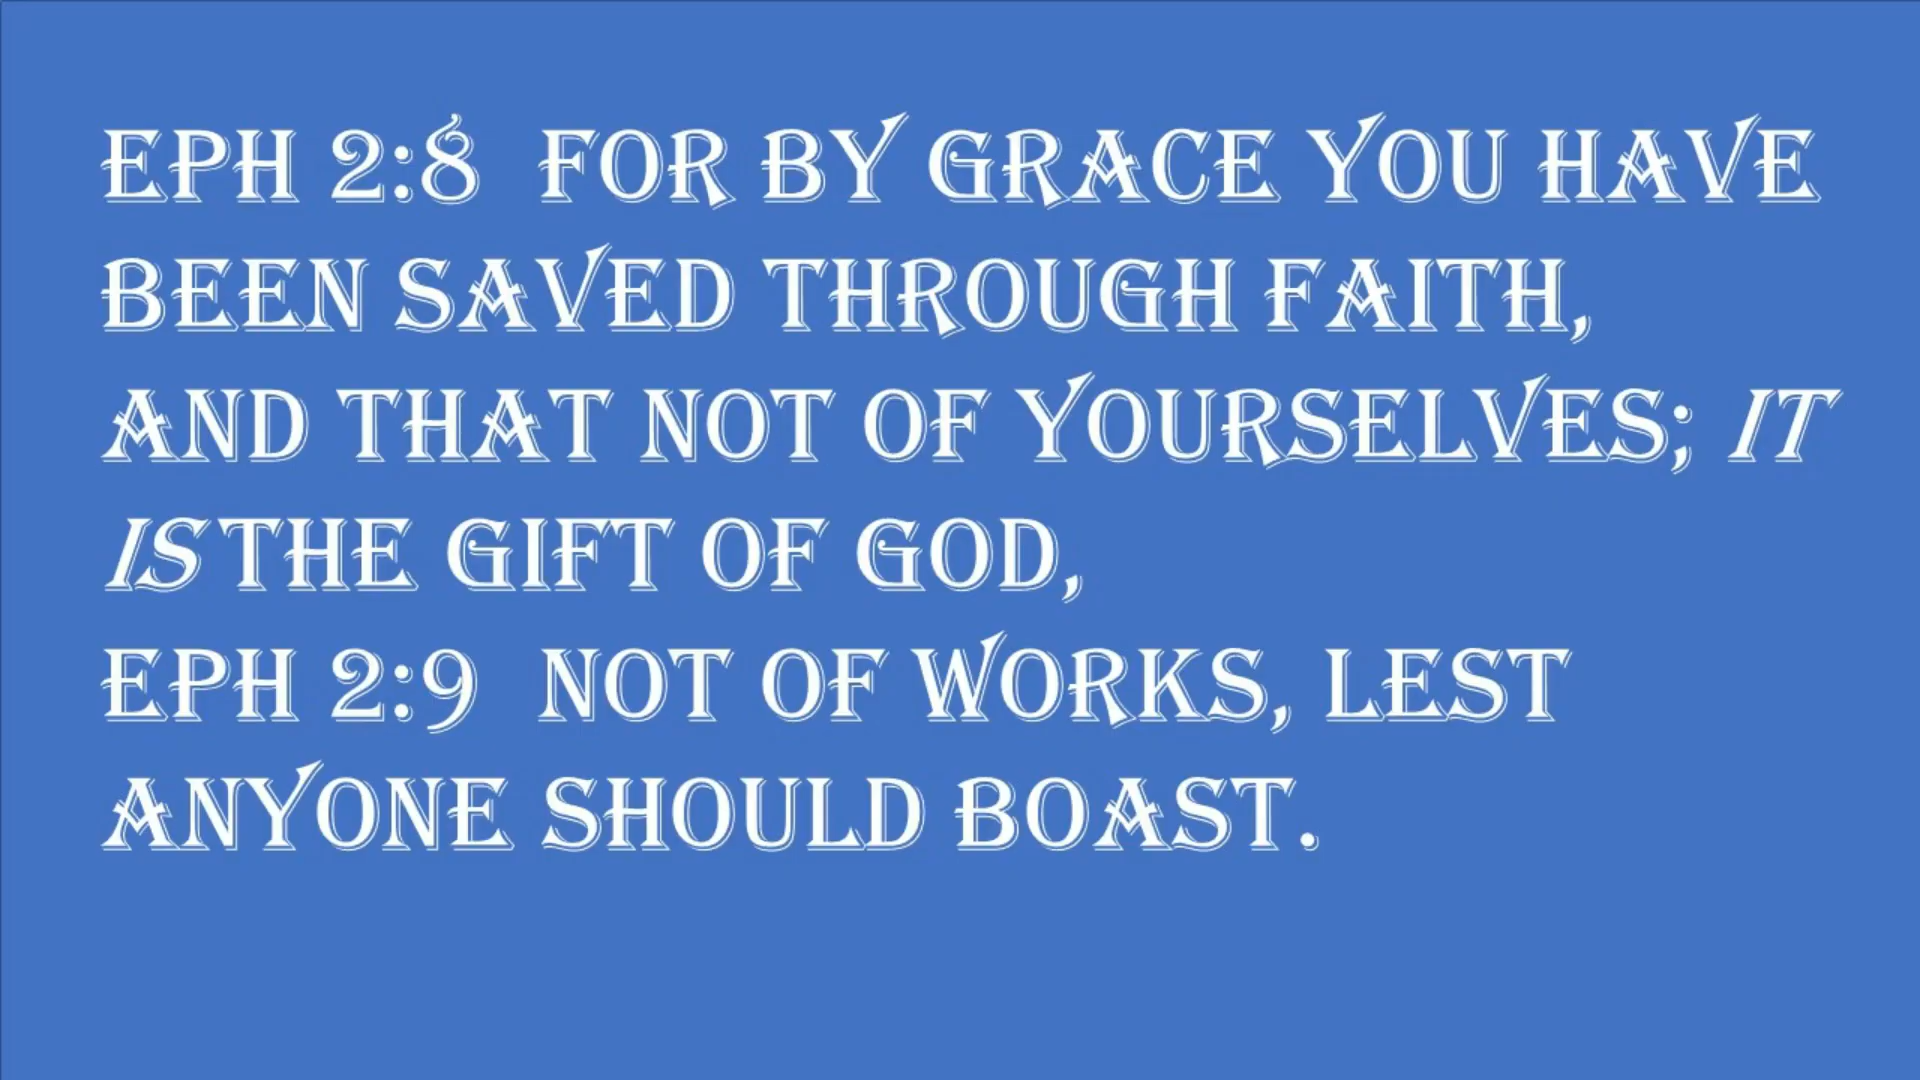 EPH 2:8 FOR BY GRACE YOU HAVE
BEEN SAVED THROUGH FAITH,
AND THAT NOT OF YOURSELVES; IT
IS THE GIFT OF GOD,
EPH 2:9 NOT OF WORKS, LEST
ANYONE SHOULD BOAST.